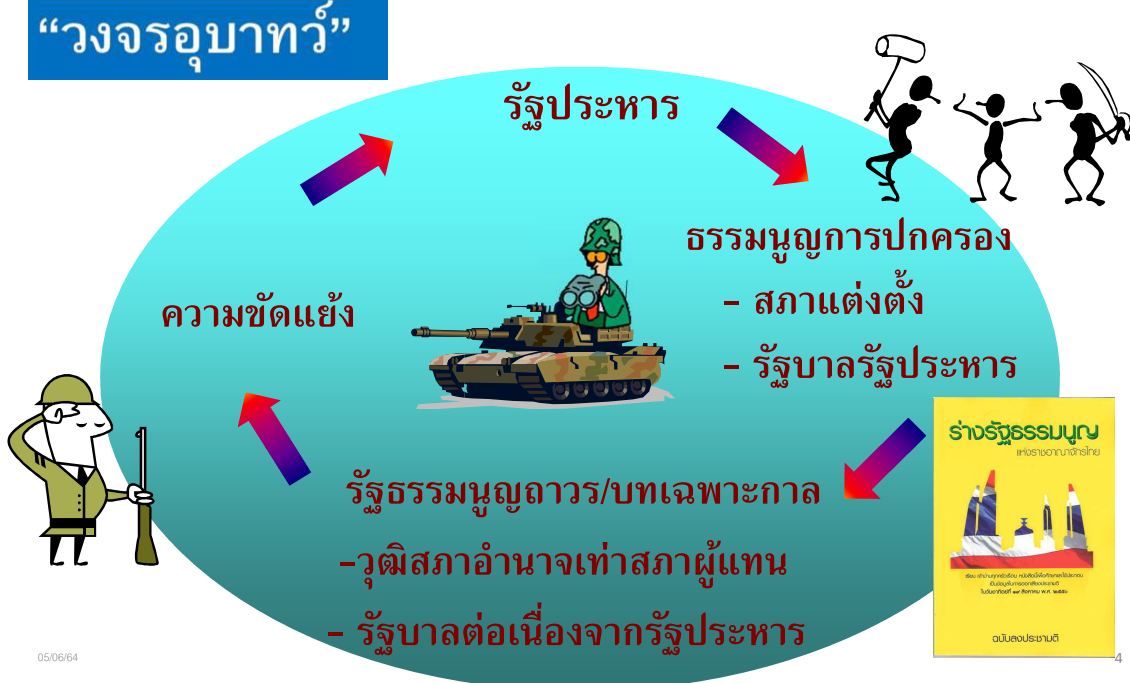 “วงจรอุบาทว์”
รัฐประหาร
ธรรมนูญการปกครอง
- สภาแต่งตั้ง
- รัฐบาลรัฐประหาร
ความขัดแย้ง
รัฐธรรมนูญถาวร/บทเฉพาะกาล
-วุฒิสภาอำนาจเท่าสภาผู้แทน
- รัฐบาลต่อเนื่องจากรัฐประหาร
ร่างรัฐธรรมนูญ
แห่งราชอาณาจักรไทย
ฉบับลงประชามติ
05/06/64
4